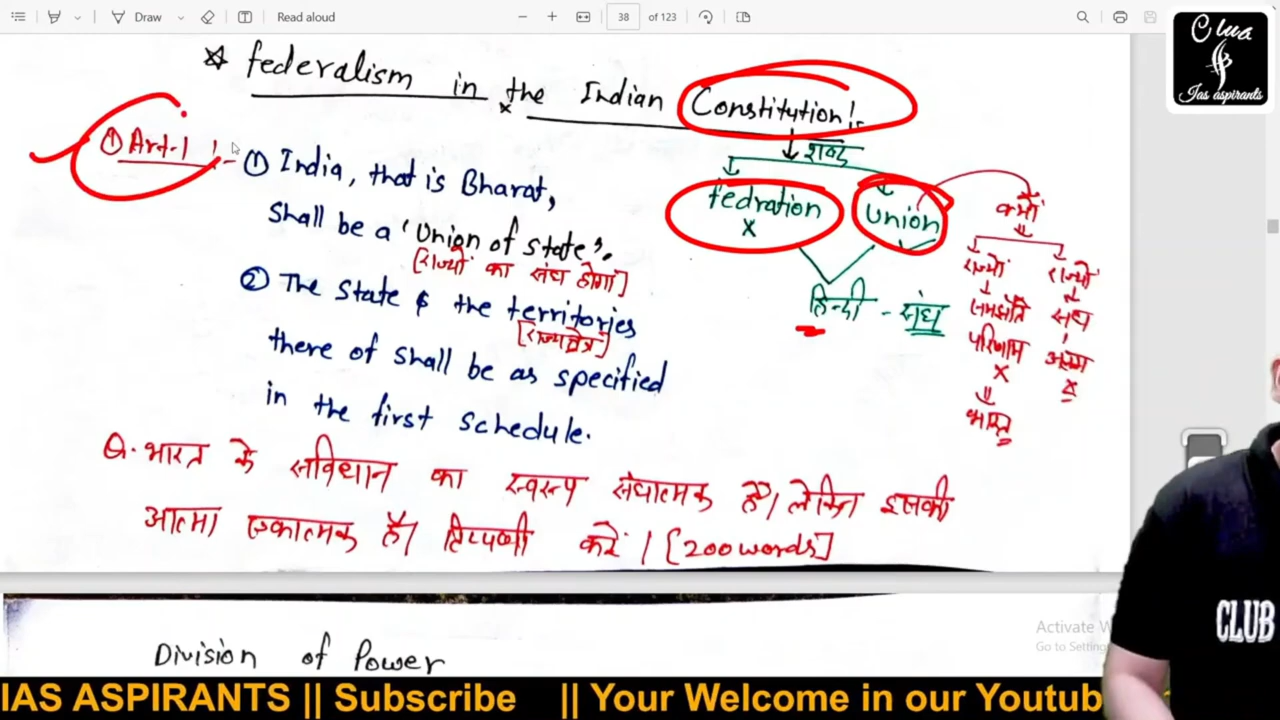 Draw
Read aloud
38 of 123
Clua
Ias aspirants
☆ federalism in the Indian Constitution!-
शब्द
fedration
x
union
हिन्दी - संघ
क्यों
राज्यों
समझौते
परिणाम
x
भारत
राज्यों
संघ
अलग
x
① Art-1 :- ① India, that is Bharat,
Shall be a 'Union of State'.
[राज्यों का संघ होगा]
② The State & the territories
[राज्यक्षेत्र]
there of shall be as specified
in the first schedule.
Q. भारत के संविधान का स्वरूप संघात्मक है। लेकिन इसकी
आत्मा एकात्मक है। टिप्पणी करें। [200 words]
Division of Power
Activate W
Go to Settings
CLUB
IAS ASPIRANTS || Subscribe || Your Welcome in our Youtub